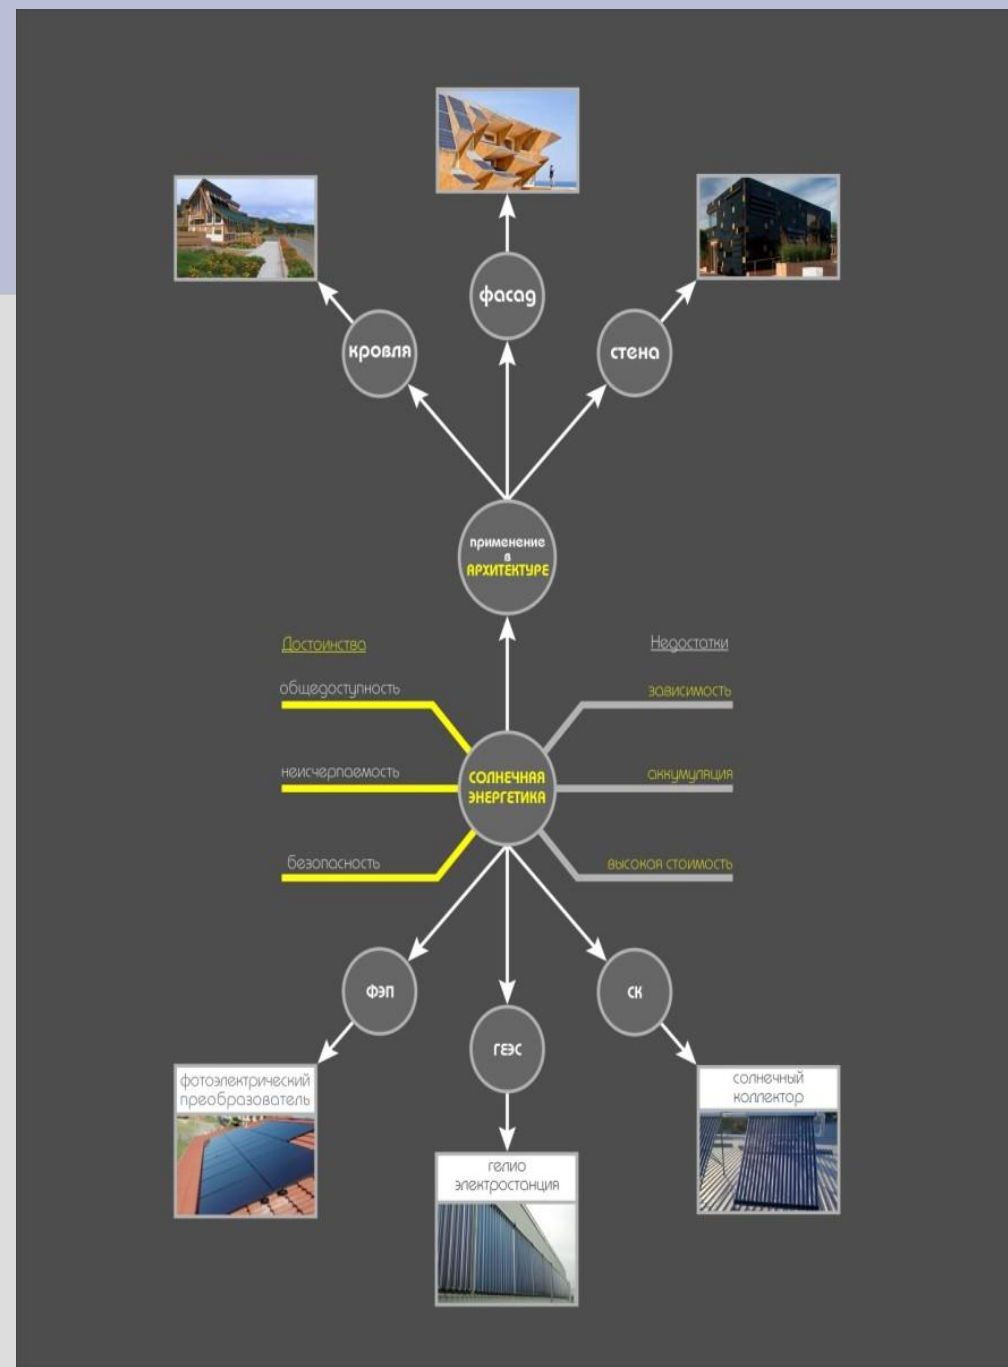 фасад
кровля
стена
применение
в
АРХИТЕКТУРЕ
Достоинства
Недостатки
общедоступность
зависимость
неисчерпаемость
СОЛНЕЧНАЯ
ЭНЕРГЕТИКА
аккумуляция
безопасность
высокая стоимость
ФЭП
СК
ГЕЭС
фотоэлектрический
преобразователь
солнечный
коллектор
гелио
электростанция